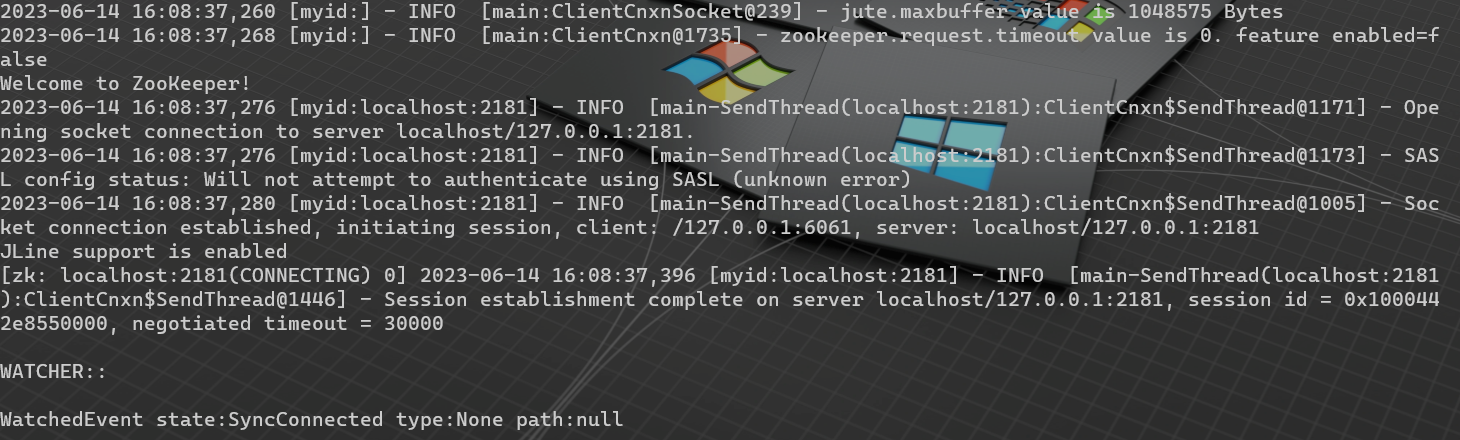 2023-06-14 16:08:37,260 [myid:] - INFO  [main:ClientCnxnSocket@239] - jute.maxbuffer value is 1048575 Bytes
2023-06-14 16:08:37,268 [myid:] - INFO  [main:ClientCnxn@1735] - zookeeper.request.timeout value is 0. feature enabled=f
alse
Welcome to ZooKeeper!
2023-06-14 16:08:37,276 [myid:localhost:2181] - INFO  [main-SendThread(localhost:2181):ClientCnxn$SendThread@1171] - Ope
ning socket connection to server localhost/127.0.0.1:2181.
2023-06-14 16:08:37,276 [myid:localhost:2181] - INFO  [main-SendThread(localhost:2181):ClientCnxn$SendThread@1173] - SAS
L config status: Will not attempt to authenticate using SASL (unknown error)
2023-06-14 16:08:37,280 [myid:localhost:2181] - INFO  [main-SendThread(localhost:2181):ClientCnxn$SendThread@1005] - Soc
ket connection established, initiating session, client: /127.0.0.1:6061, server: localhost/127.0.0.1:2181
JLine support is enabled
[zk: localhost:2181(CONNECTING) 0] 2023-06-14 16:08:37,396 [myid:localhost:2181] - INFO  [main-SendThread(localhost:2181
):ClientCnxn$SendThread@1446] - Session establishment complete on server localhost/127.0.0.1:2181, session id = 0x100044
2e8550000, negotiated timeout = 30000
WATCHER::
WatchedEvent state:SyncConnected type:None path:null